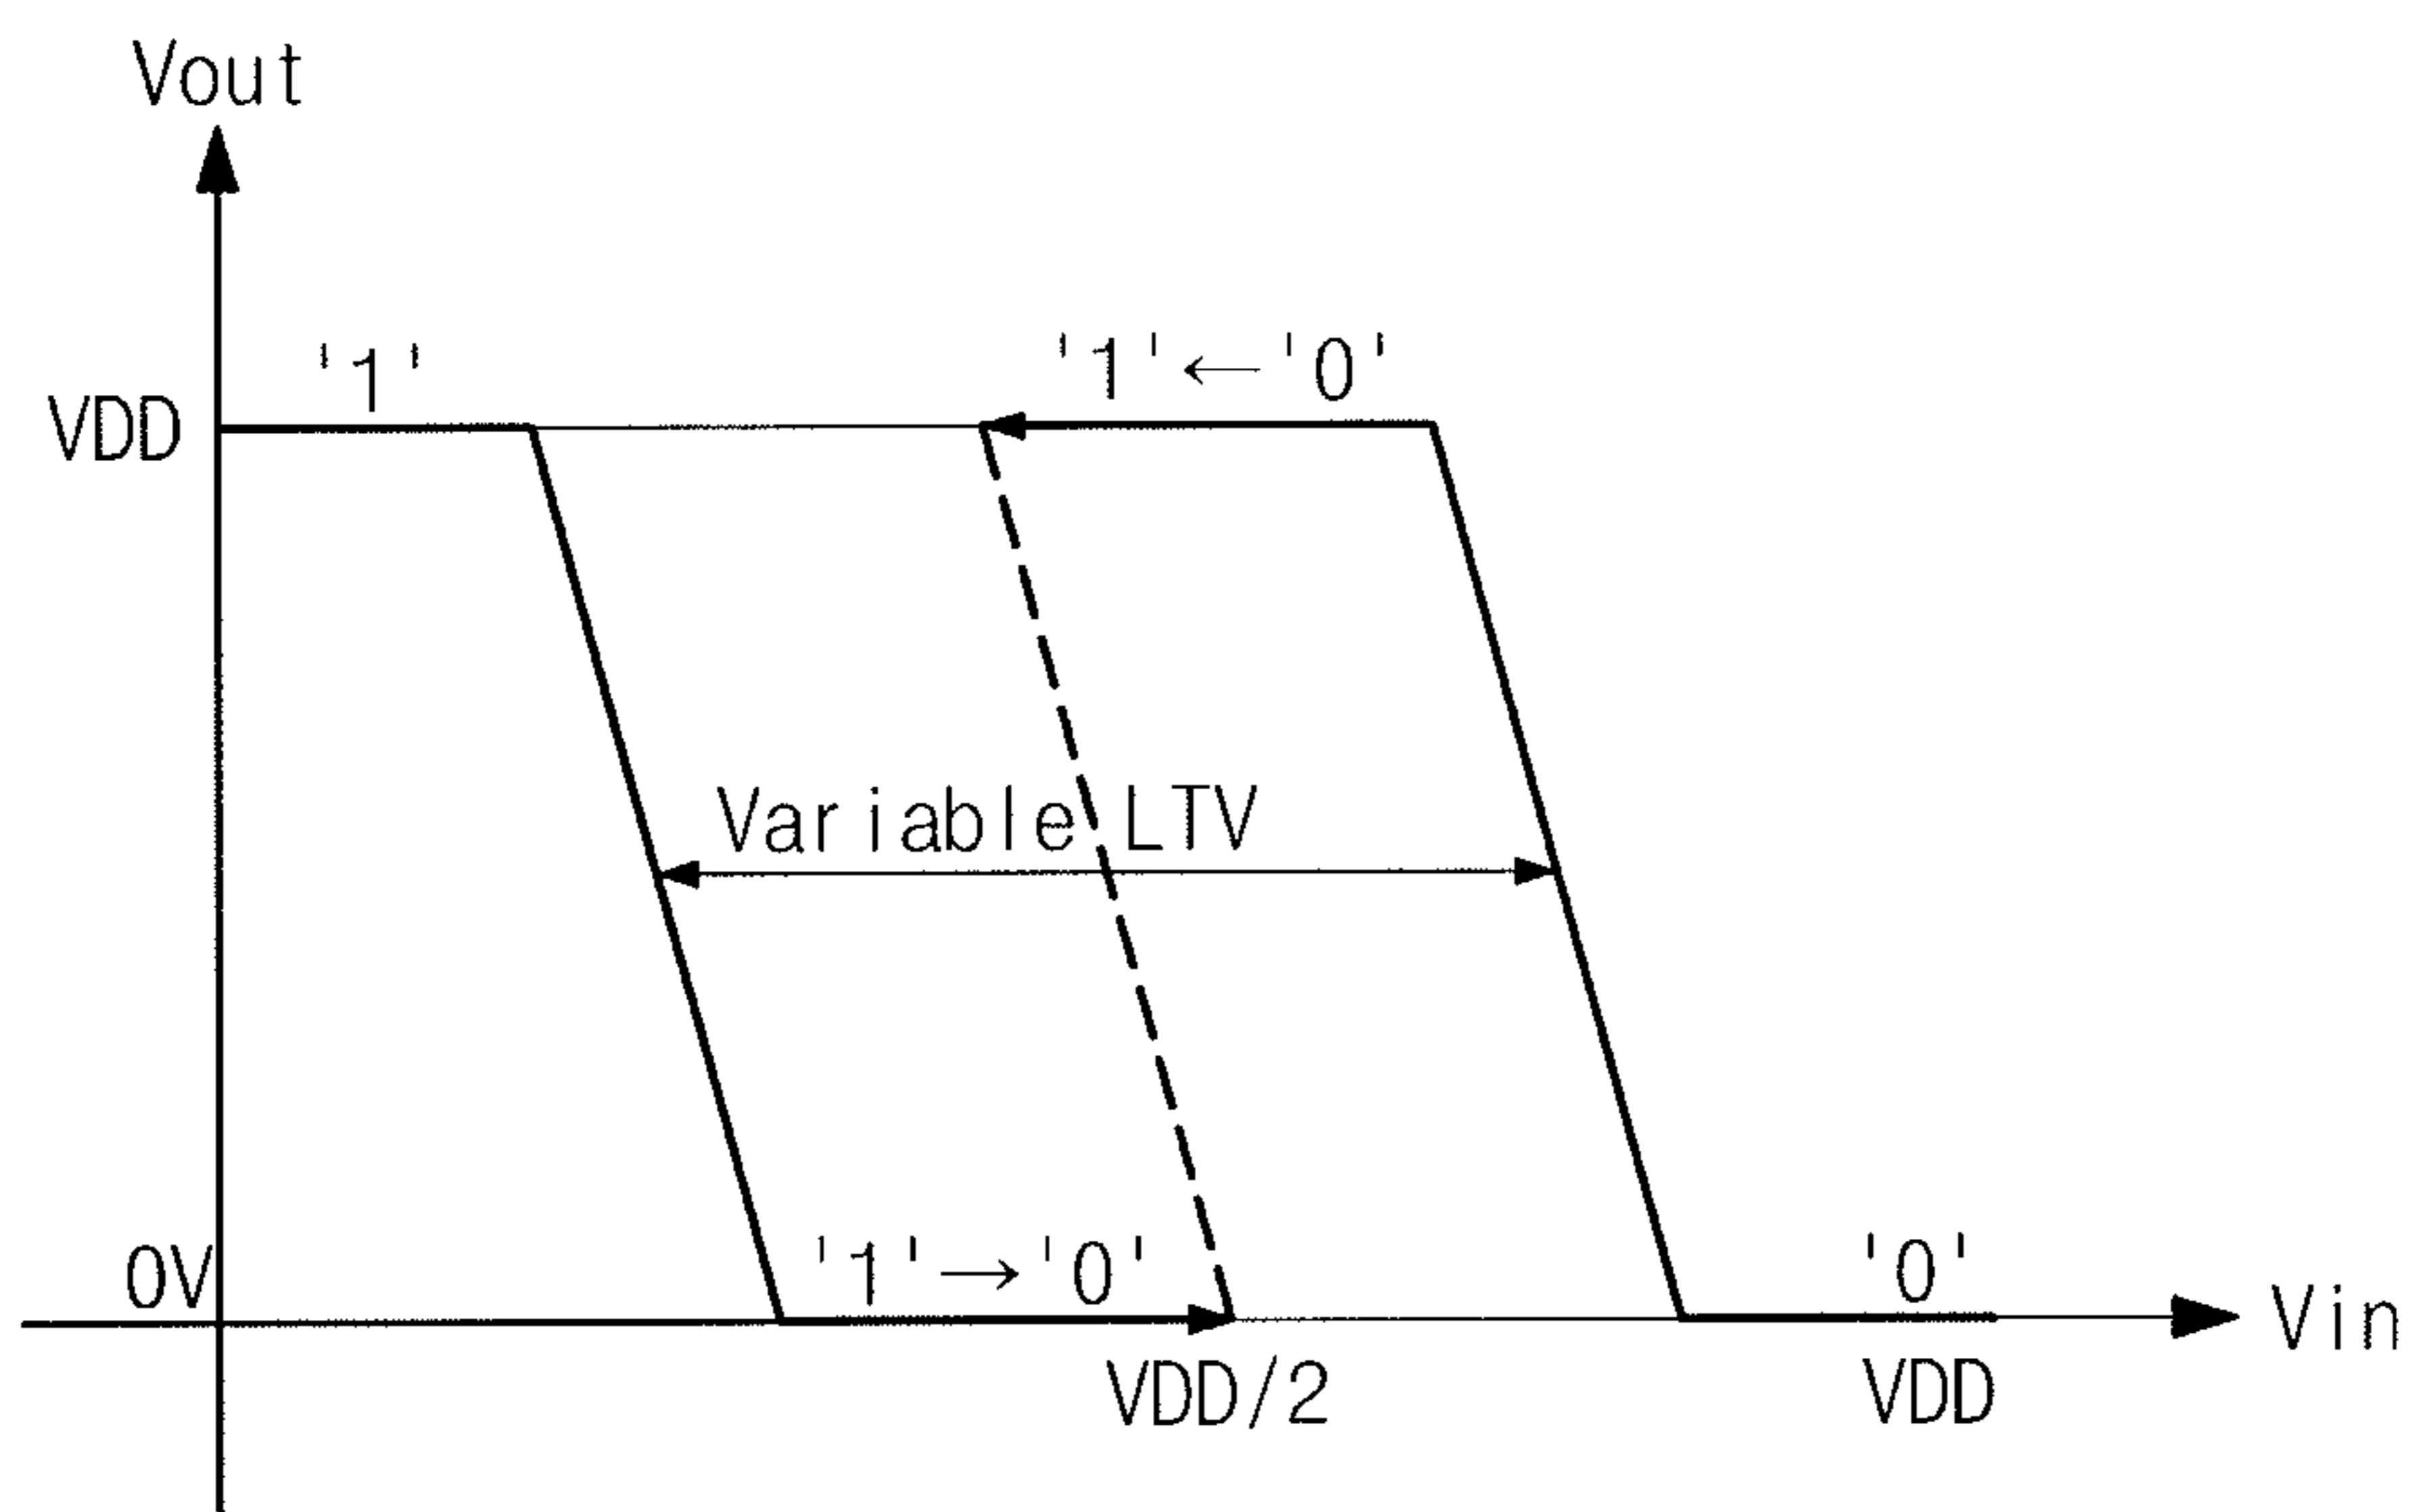 Vout
'1'
'1'←'0'
VDD
Variable LTV
0V
'1'→'0'
'0'
Vin
VDD/2
VDD